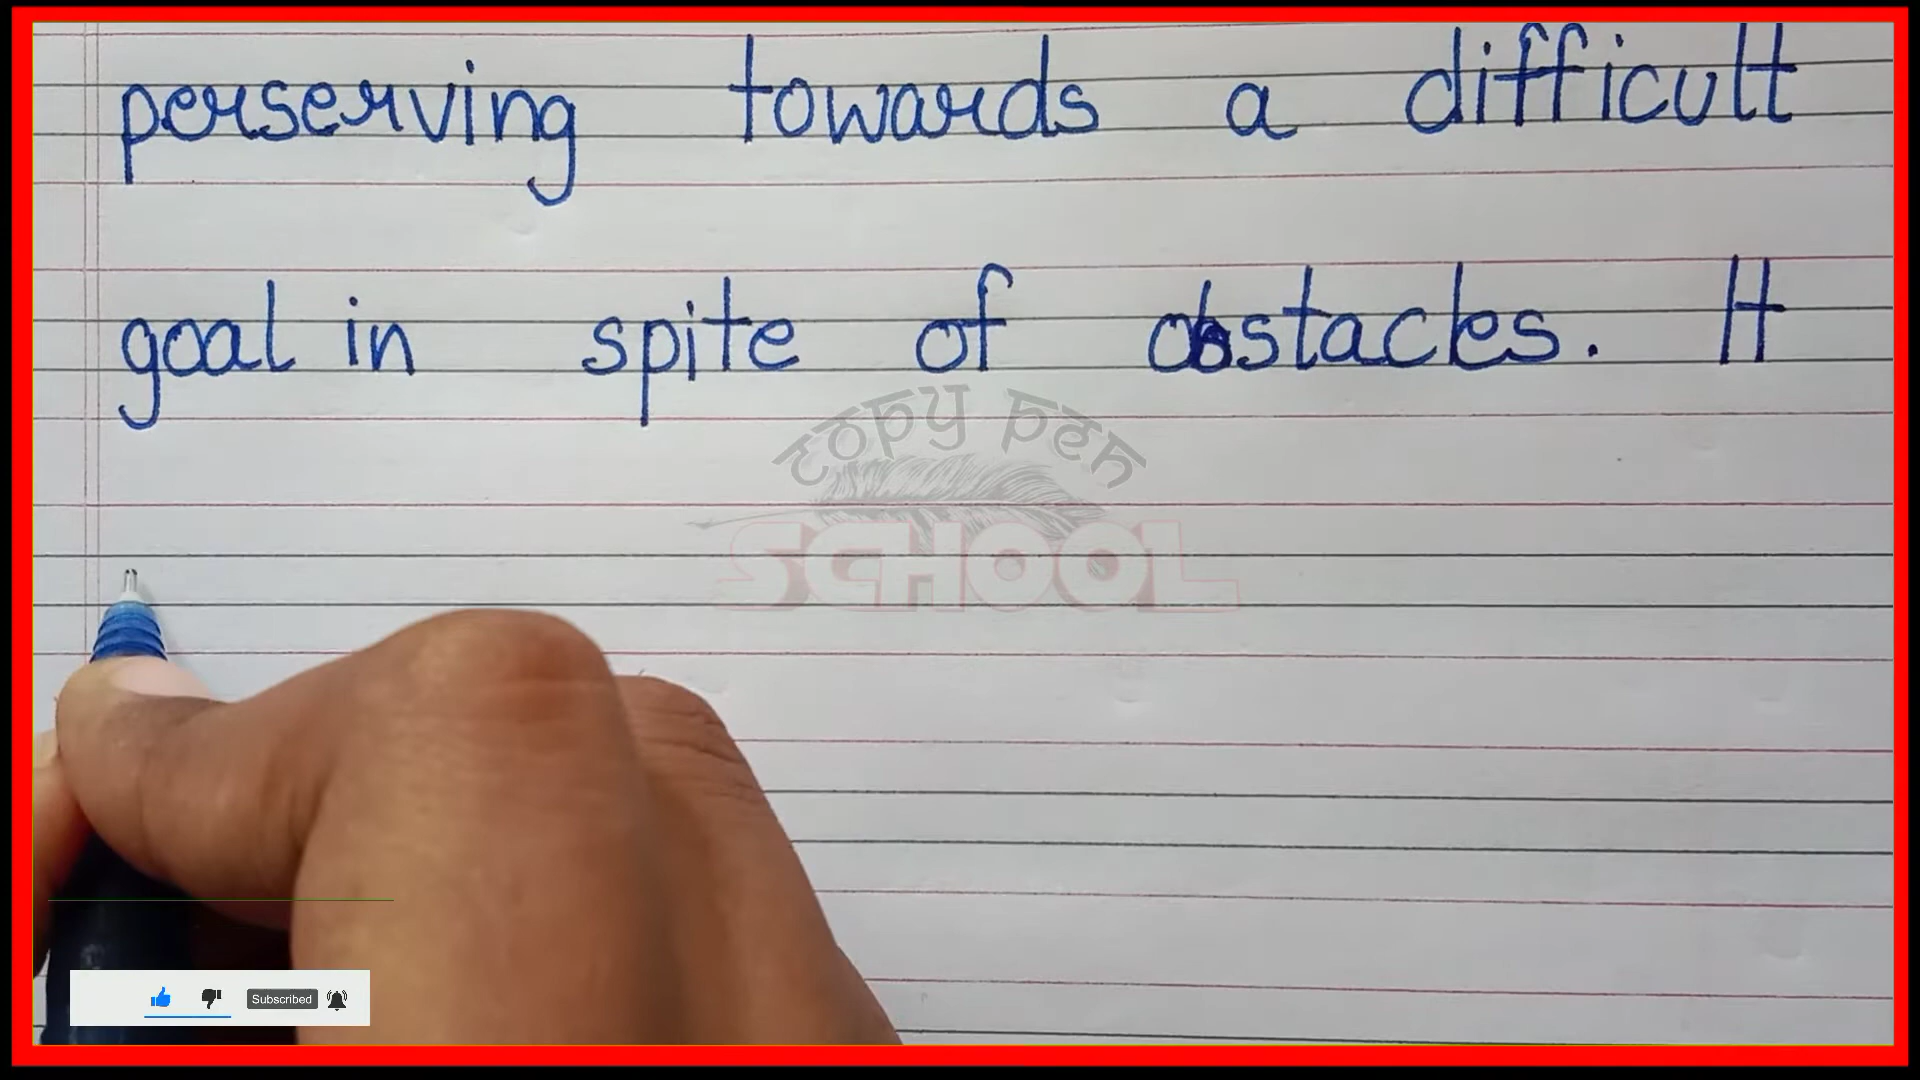 perserving towards a difficult
goal in spite of obstacles. It
copy pen
SCHOOL
Subscribed